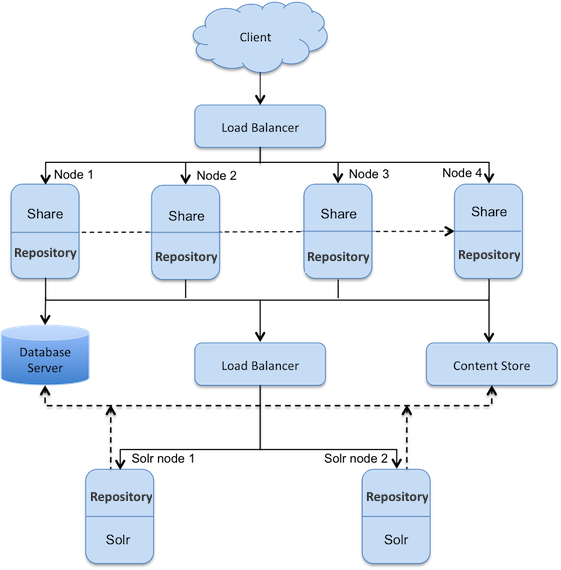 Client
Load Balancer
Node 1
Node 2
Node 3
Node 4
Share
Share
Share
Share
Repository
Repository
Repository
Repository
Database
Server
Load Balancer
Content Store
Solr node 1
Solr node 2
Repository
Repository
Solr
Solr